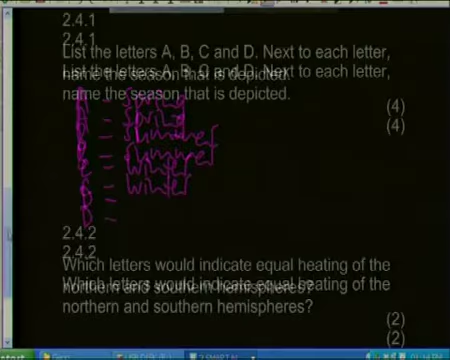 2.4.1
2.4.1
List the letters A, B, C and D. Next to each letter,
name the season that is depicted.
List the letters A, B, C and D. Next to each letter,
name the season that is depicted.
(4)
(4)
Spring
Spring
Summer
Summer
Winter
Winter
D -
D -
2.4.2
2.4.2
Which letters would indicate equal heating of the
northern and southern hemispheres?
Which letters would indicate equal heating of the
northern and southern hemispheres?
(2)
(2)
start